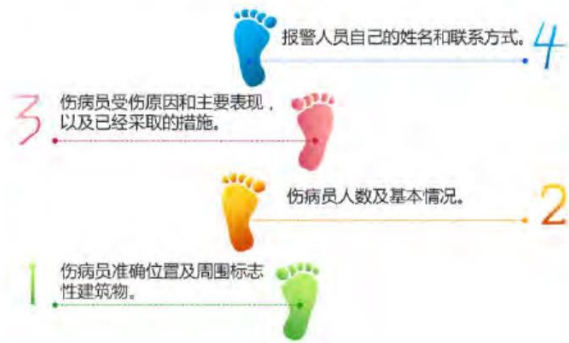 报警人员自己的姓名和联系方式。 4
3 伤病员受伤原因和主要表现，
以及已经采取的措施。
伤病员人数及基本情况。 2
1 伤病员准确位置及周围标志
性建筑物。